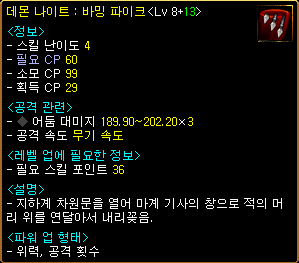 데몬 나이트 : 바밍 파이크<Lv 8+13>
<정보>
- 스킬 난이도 4
- 필요 CP 60
- 소모 CP 99
- 획득 CP 29
<공격 관련>
- ◆ 어둠 대미지 189.90~202.20×3
- 공격 속도 무기 속도
<레벨 업에 필요한 정보>
- 필요 스킬 포인트 36
<설명>
- 지하계 차원문을 열어 마계 기사의 창으로 적의 머
리 위를 연달아서 내리꽂음.
<파워 업 형태>
- 위력, 공격 횟수